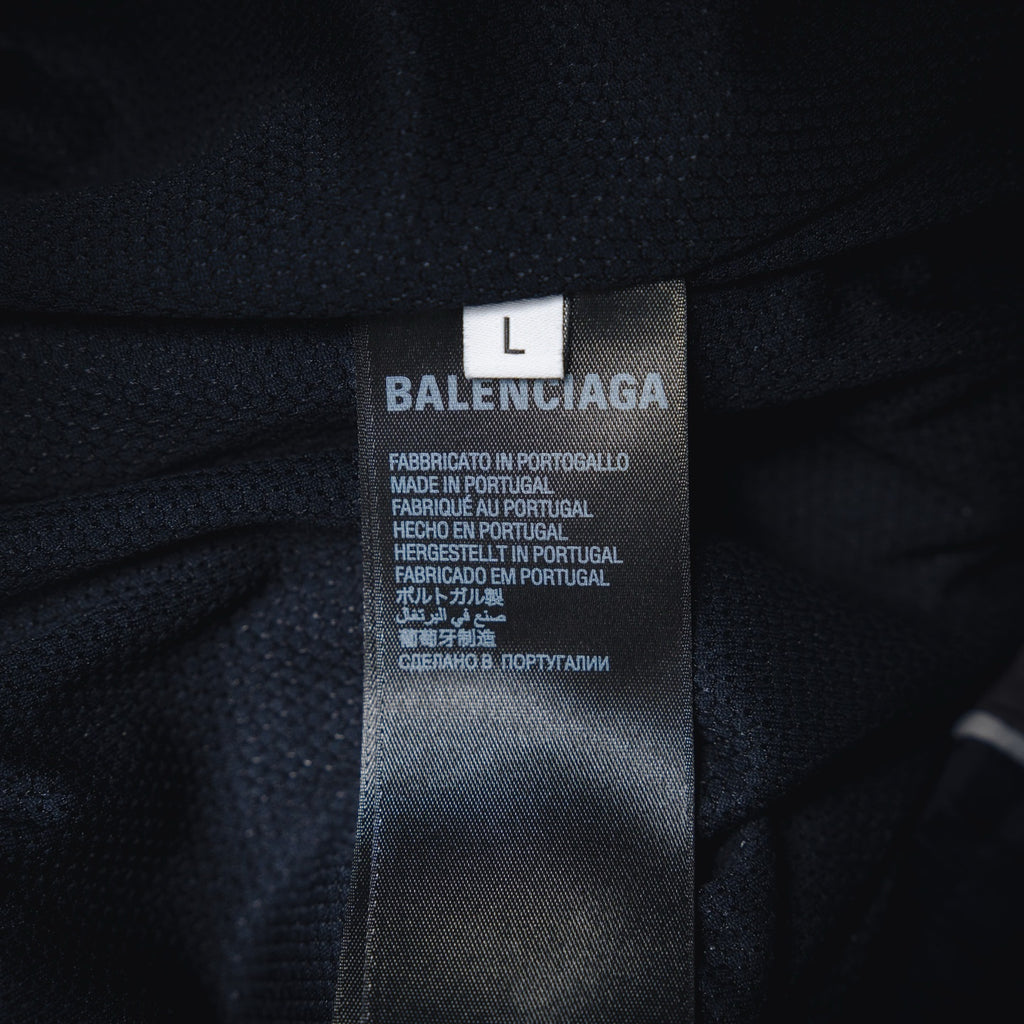 L
BALENCIAGA
FABBRICATO IN PORTOGALLO
MADE IN PORTUGAL
FABRIQUÉ AU PORTUGAL
HECHO EN PORTUGAL
HERGESTELLT IN PORTUGAL
FABRICADO EM PORTUGAL
ポルトガル製
صنع في البرتغال
葡萄牙制造
СДЕЛАНО В. ПОРТУГАЛИИ